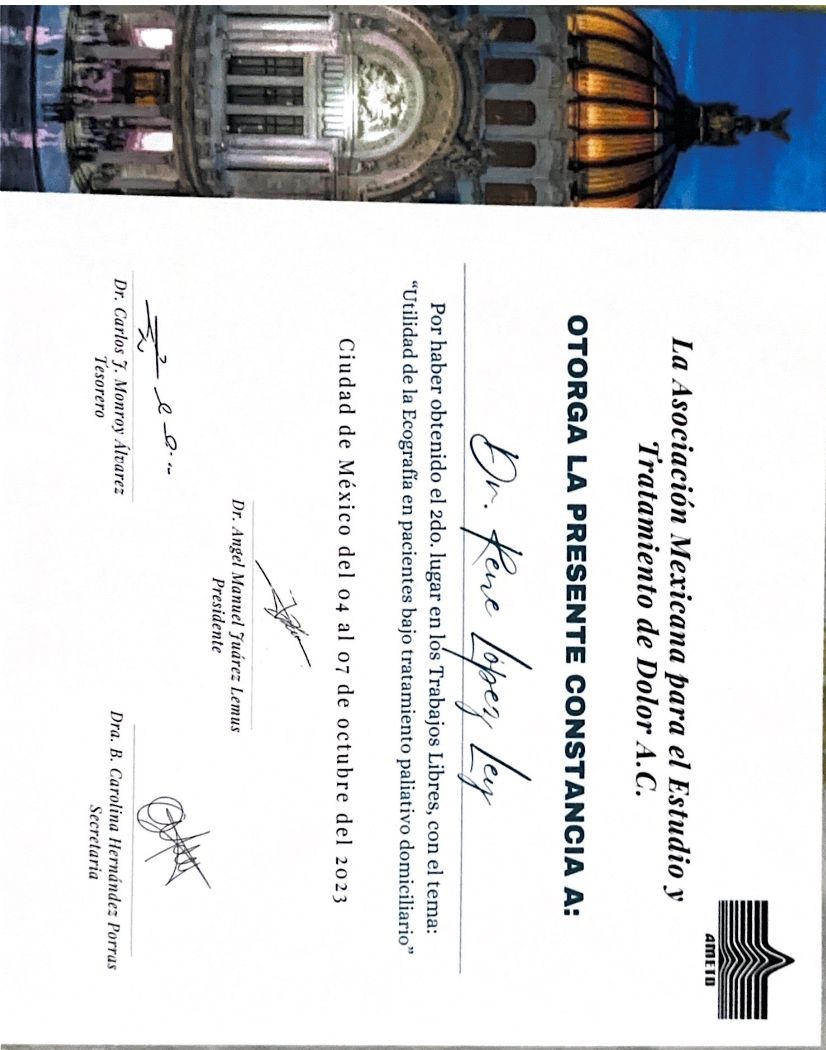 AMETD
La Asociación Mexicana para el Estudio y
Tratamiento de Dolor A.C.
OTORGA LA PRESENTE CONSTANCIA A:
Dr. Rene López Ley
Por haber obtenido el 2do. lugar en los Trabajos Libres, con el tema:
“Utilidad de la Ecografía en pacientes bajo tratamiento paliativo domiciliario”
Ciudad de México del 04 al 07 de octubre del 2023
Dr. Angel Manuel Juárez Lemus
Presidente
Dr. Carlos J. Monroy Álvarez
Tesorero
Dra. B. Carolina Hernández Porras
Secretaria